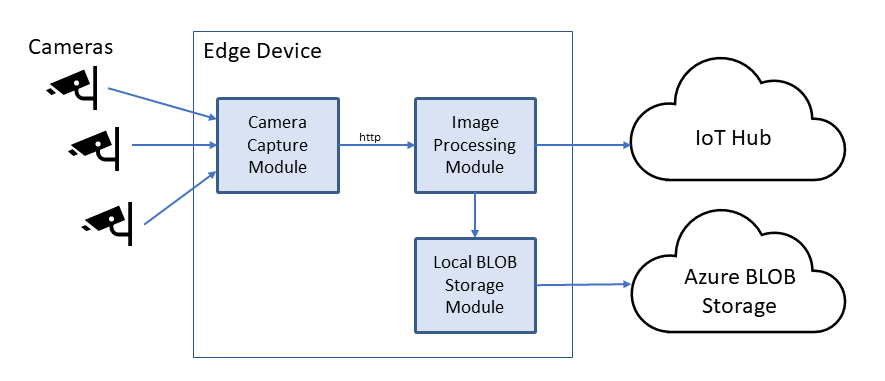 Cameras
Edge Device
Camera
Capture
Module
http
Image
Processing
Module
IoT Hub
Local BLOB
Storage
Module
Azure BLOB
Storage